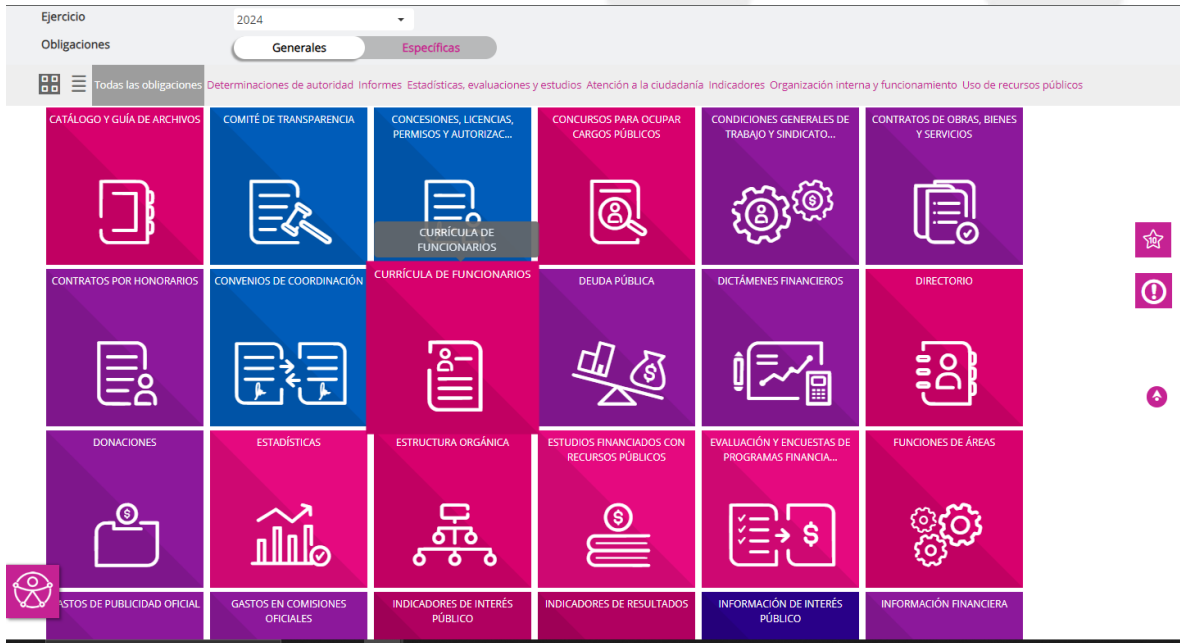 Ejercicio
2024
Obligaciones
Generales
Específicas
Todas las obligaciones Determinaciones de autoridad Informes Estadísticas, evaluaciones y estudios Atención a la ciudadanía Indicadores Organización interna y funcionamiento Uso de recursos públicos
CATÁLOGO Y GUÍA DE ARCHIVOS
COMITÉ DE TRANSPARENCIA
CONCESIONES, LICENCIAS,
PERMISOS Y AUTORIZAC...
CONCURSOS PARA OCUPAR
CARGOS PÚBLICOS
CONDICIONES GENERALES DE
TRABAJO Y SINDICATO...
CONTRATOS DE OBRAS, BIENES
Y SERVICIOS
CURRÍCULA DE
FUNCIONARIOS
CONTRATOS POR HONORARIOS
CONVENIOS DE COORDINACIÓN
CURRÍCULA DE FUNCIONARIOS
DEUDA PÚBLICA
DICTÁMENES FINANCIEROS
DIRECTORIO
DONACIONES
ESTADÍSTICAS
ESTRUCTURA ORGÁNICA
ESTUDIOS FINANCIADOS CON
RECURSOS PÚBLICOS
EVALUACIÓN Y ENCUESTAS DE
PROGRAMAS FINANCIA...
FUNCIONES DE ÁREAS
ASTOS DE PUBLICIDAD OFICIAL
GASTOS EN COMISIONES
OFICIALES
INDICADORES DE INTERÉS
PÚBLICO
INDICADORES DE RESULTADOS
INFORMACIÓN DE INTERÉS
PÚBLICO
INFORMACIÓN FINANCIERA